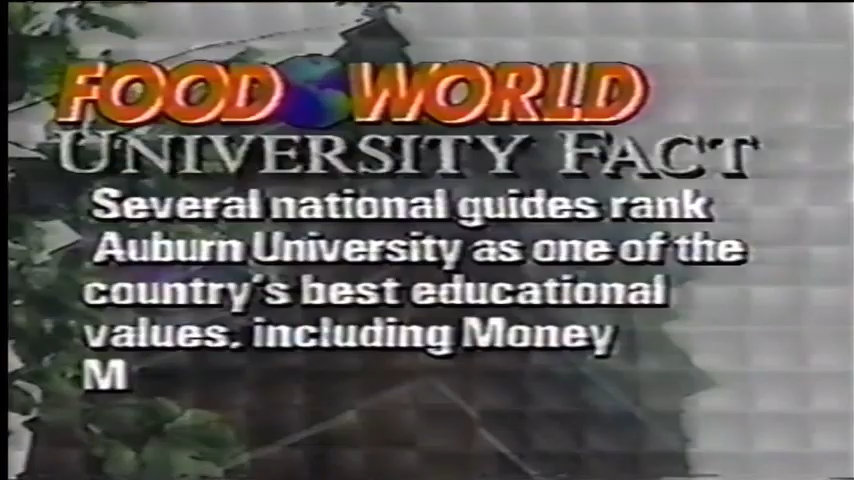 FOOD WORLD
UNIVERSITY FACT
Several national guides rank
Auburn University as one of the
country's best educational
values, including Money
M